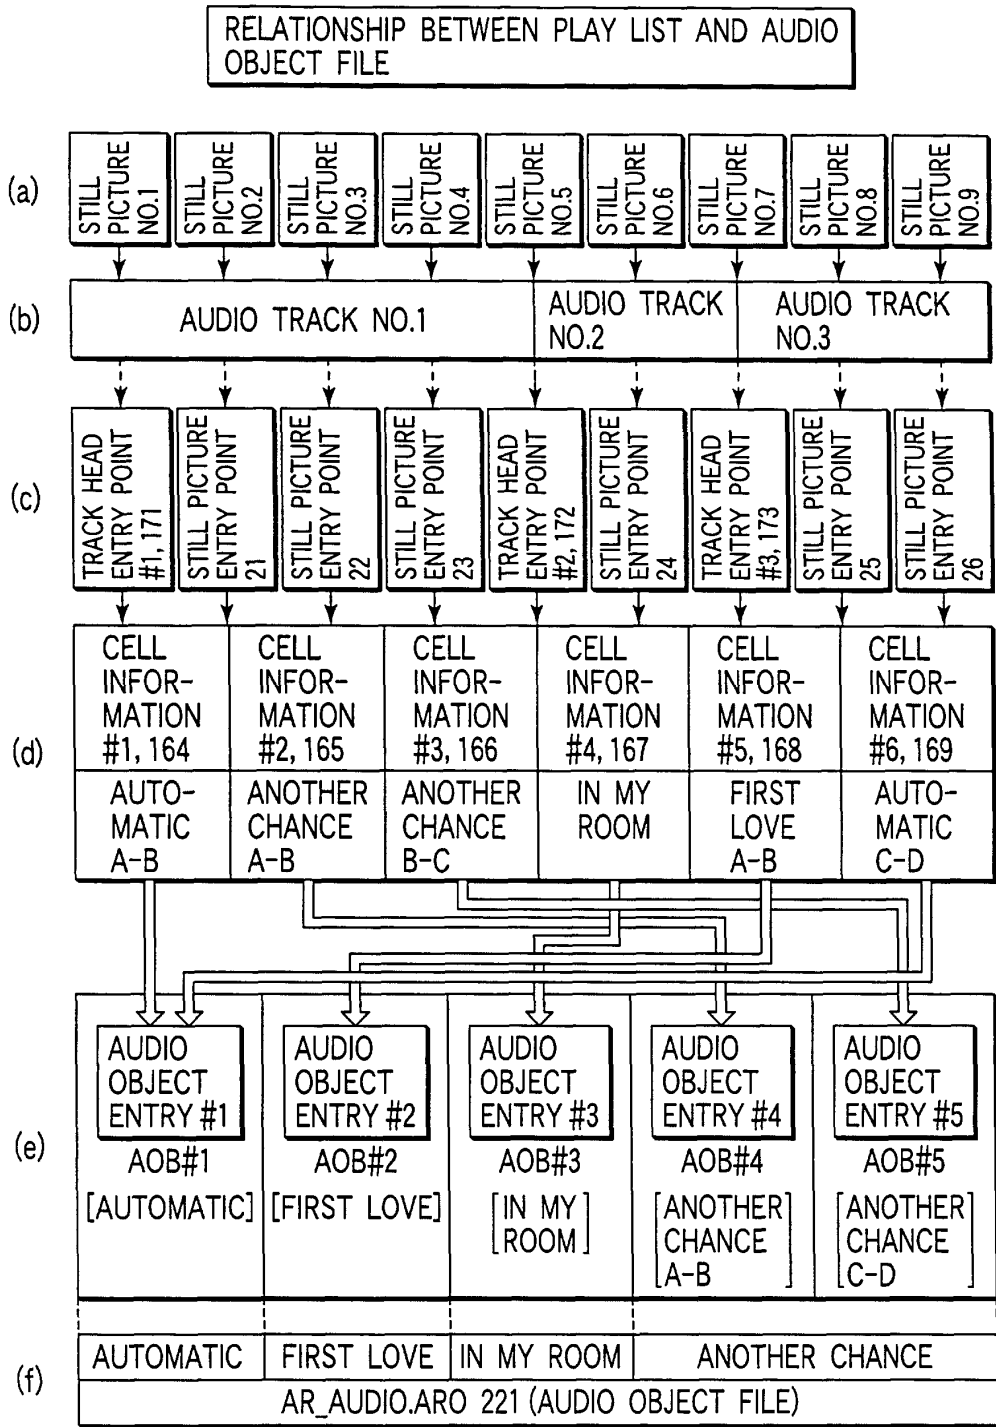 RELATIONSHIP BETWEEN PLAY LIST AND AUDIO
OBJECT FILE
(a)
STILL
PICTURE
NO.1
STILL
PICTURE
NO.2
STILL
PICTURE
NO.3
STILL
PICTURE
NO.4
STILL
PICTURE
NO.5
STILL
PICTURE
NO.6
STILL
PICTURE
NO.7
STILL
PICTURE
NO.8
STILL
PICTURE
NO.9
(b)
AUDIO TRACK NO.1
AUDIO TRACK
NO.2
AUDIO TRACK
NO.3
(c)
TRACK HEAD
ENTRY POINT
#1, 171
STILL PICTURE
ENTRY POINT
21
STILL PICTURE
ENTRY POINT
22
STILL PICTURE
ENTRY POINT
23
TRACK HEAD
ENTRY POINT
#2, 172
STILL PICTURE
ENTRY POINT
24
TRACK HEAD
ENTRY POINT
#3, 173
STILL PICTURE
ENTRY POINT
25
STILL PICTURE
ENTRY POINT
26
(d)
CELL
INFOR-
MATION
#1, 164
CELL
INFOR-
MATION
#2, 165
CELL
INFOR-
MATION
#3, 166
CELL
INFOR-
MATION
#4, 167
CELL
INFOR-
MATION
#5, 168
CELL
INFOR-
MATION
#6, 169
AUTO-
MATIC
A-B
ANOTHER
CHANCE
A-B
ANOTHER
CHANCE
B-C
IN MY
ROOM
FIRST
LOVE
A-B
AUTO-
MATIC
C-D
(e)
AUDIO
OBJECT
ENTRY #1
AOB#1
[AUTOMATIC]
AUDIO
OBJECT
ENTRY #2
AOB#2
[FIRST LOVE]
AUDIO
OBJECT
ENTRY #3
AOB#3
[IN MY
ROOM]
AUDIO
OBJECT
ENTRY #4
AOB#4
[ANOTHER
CHANCE
A-B]
AUDIO
OBJECT
ENTRY #5
AOB#5
[ANOTHER
CHANCE
C-D]
(f)
AUTOMATIC
FIRST LOVE
IN MY ROOM
ANOTHER CHANCE
AR_AUDIO.ARO 221 (AUDIO OBJECT FILE)